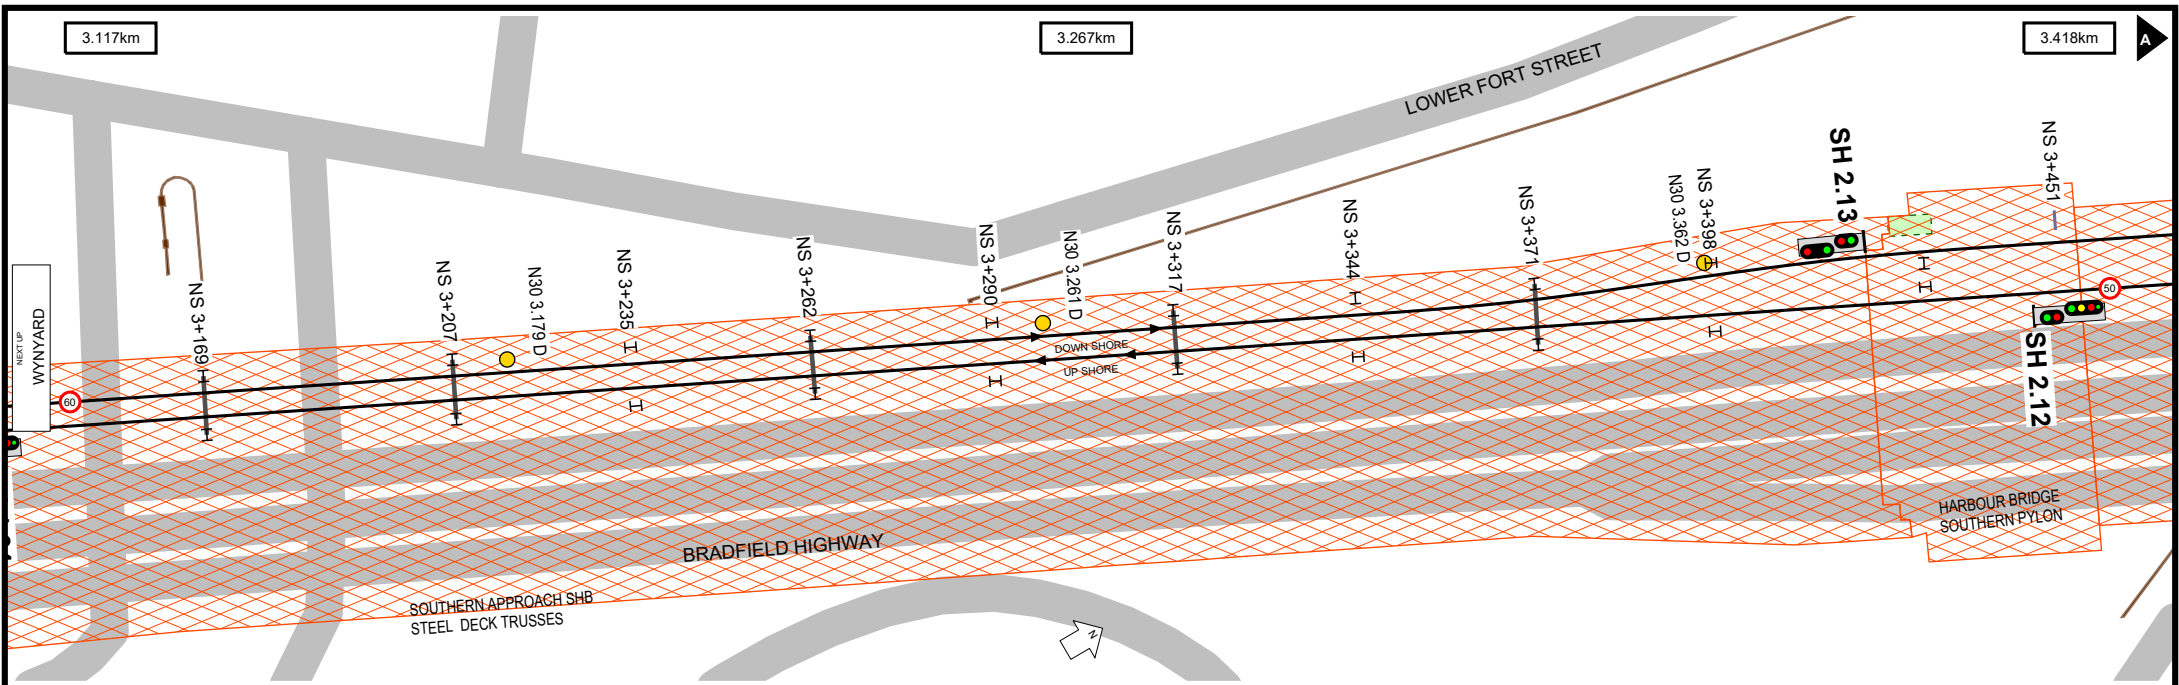 3.117km
3.267km
3.418km
A
LOWER FORT STREET
SH 2.13
NS 3+451
NS 3+398
N30 3.362 D
NS 3+371
NS 3+344
NS 3+317
N30 3.261 D
NS 3+290
NS 3+262
NS 3+235
N30 3.179 D
NS 3+207
NS 3+169
NEXT UP
WYNYARD
60
50
DOWN SHORE
UP SHORE
SH 2.12
HARBOUR BRIDGE
SOUTHERN PYLON
BRADFIELD HIGHWAY
SOUTHERN APPROACH SHB
STEEL DECK TRUSSES
N